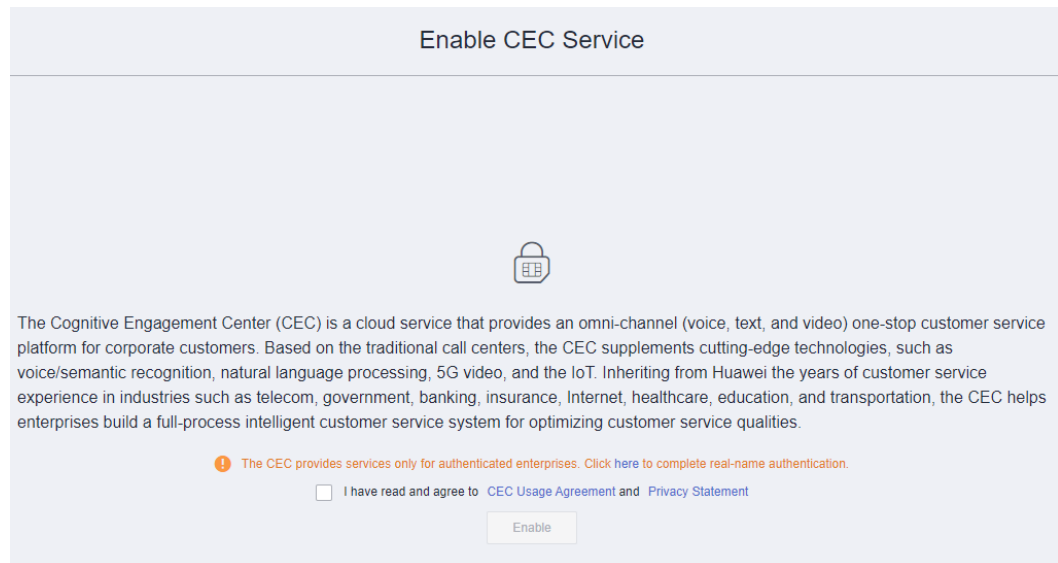 Enable CEC Service
The Cognitive Engagement Center (CEC) is a cloud service that provides an omni-channel (voice, text, and video) one-stop customer service
platform for corporate customers. Based on the traditional call centers, the CEC supplements cutting-edge technologies, such as
voice/semantic recognition, natural language processing, 5G video, and the IoT. Inheriting from Huawei the years of customer service
experience in industries such as telecom, government, banking, insurance, Internet, healthcare, education, and transportation, the CEC helps
enterprises build a full-process intelligent customer service system for optimizing customer service qualities.
The CEC provides services only for authenticated enterprises. Click here to complete real-name authentication.
I have read and agree to CEC Usage Agreement and Privacy Statement
Enable